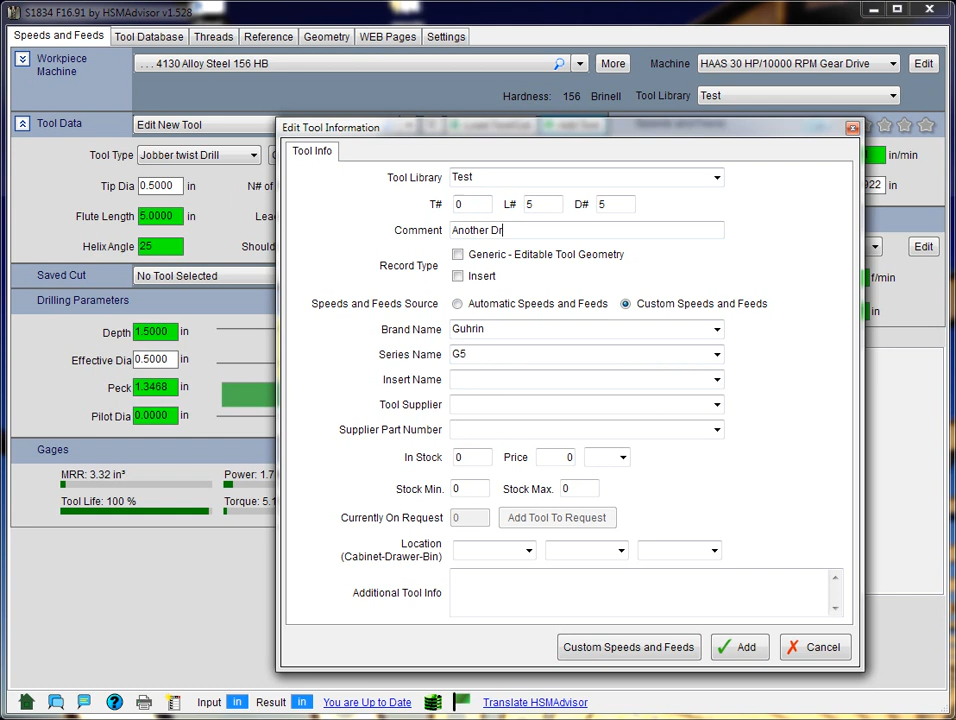 S1834 F16.91 by HSMAdvisor v1.528
Speeds and Feeds Tool Database Threads Reference Geometry WEB Pages Settings
Workpiece
Machine
... 4130 Alloy Steel 156 HB More Machine HAAS 30 HP/10000 RPM Gear Drive Edit
Hardness: 156 Brinell Tool Library Test
Tool Data Edit New Tool
Edit Tool Information
Tool Info
Tool Type Jobber twist Drill
in/min
Tip Dia 0.5000 in N# of
922 in
Flute Length 5.0000 in Lea
Helix Angle 25 Shoul
Edit
Saved Cut No Tool Selected
f/min
Drilling Parameters
in
Depth 1.5000 in
Effective Dia 0.5000 in
Peck 1.3468 in
Pilot Dia 0.0000 in
Gages
MRR: 3.32 in³ Power: 1.7
Tool Life: 100 % Torque: 5.1
Tool Library Test
T# 0 L# 5 D# 5
Comment Another Dr
Record Type
Generic - Editable Tool Geometry
Insert
Speeds and Feeds Source Automatic Speeds and Feeds Custom Speeds and Feeds
Brand Name Guhrin
Series Name G5
Insert Name
Tool Supplier
Supplier Part Number
In Stock 0 Price 0
Stock Min. 0 Stock Max. 0
Currently On Request 0 Add Tool To Request
Location
(Cabinet-Drawer-Bin)
Additional Tool Info
Custom Speeds and Feeds Add Cancel
Input in Result in You are Up to Date Translate HSMAdvisor